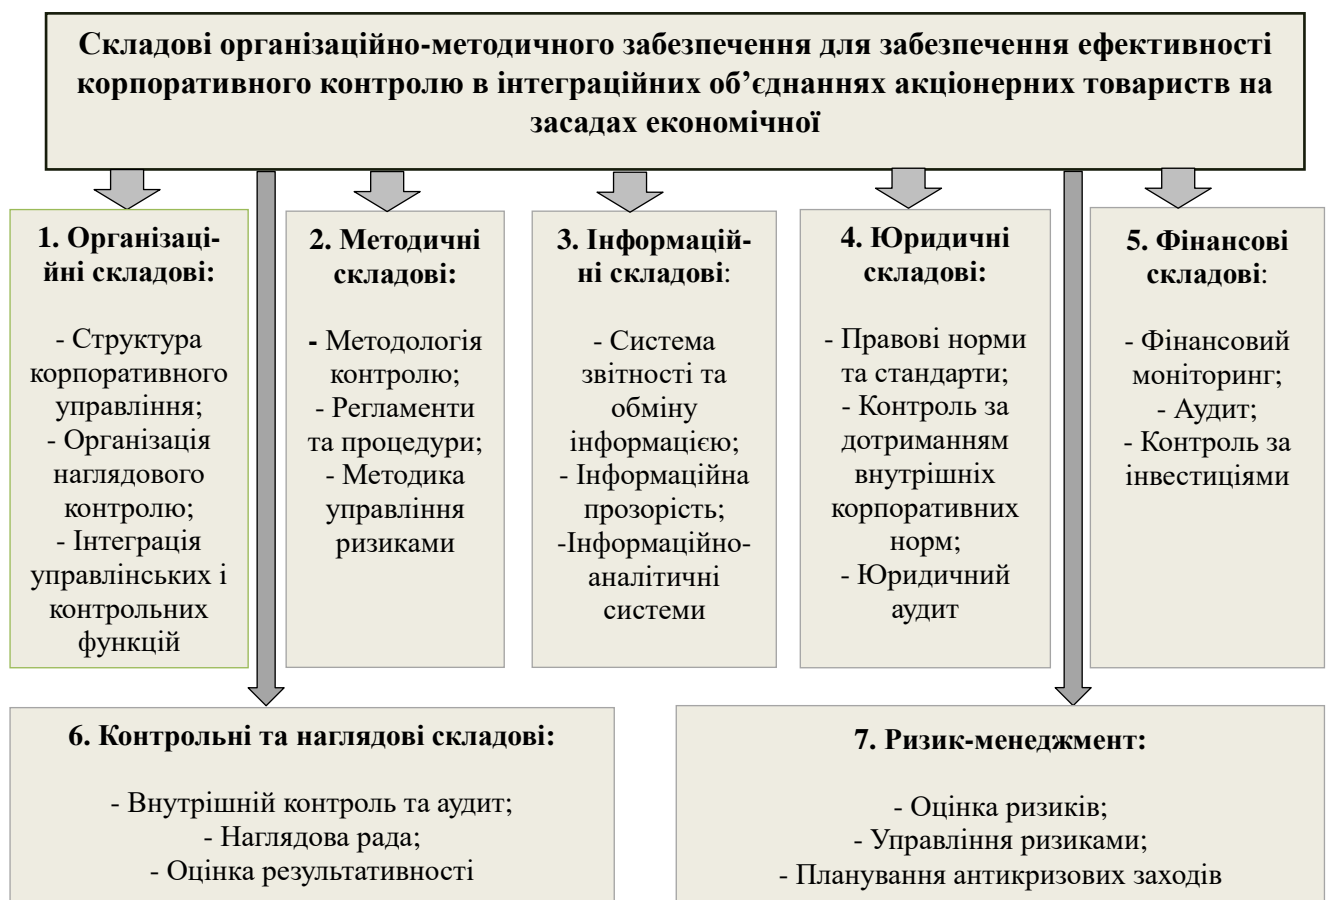 Складові організаційно-методичного забезпечення для забезпечення ефективності
корпоративного контролю в інтеграційних об’єднаннях акціонерних товариств на
засадах економічної
1. Організаці-
йні складові:
- Структура
корпоративного
управління;
- Організація
наглядового
контролю;
- Інтеграція
управлінських і
контрольних
функцій
2. Методичні
складові:
- Методологія
контролю;
- Регламенти
та процедури;
- Методика
управління
ризиками
3. Інформацій-
ні складові:
- Система
звітності та
обміну
інформацією;
- Інформаційна
прозорість;
-Інформаційно-
аналітичні
системи
4. Юридичні
складові:
- Правові норми
та стандарти;
- Контроль за
дотриманням
внутрішніх
корпоративних
норм;
- Юридичний
аудит
5. Фінансові
складові:
- Фінансовий
моніторинг;
- Аудит;
- Контроль за
інвестиціями
6. Контрольні та наглядові складові:
- Внутрішній контроль та аудит;
- Наглядова рада;
- Оцінка результативності
7. Ризик-менеджмент:
- Оцінка ризиків;
- Управління ризиками;
- Планування антикризових заходів